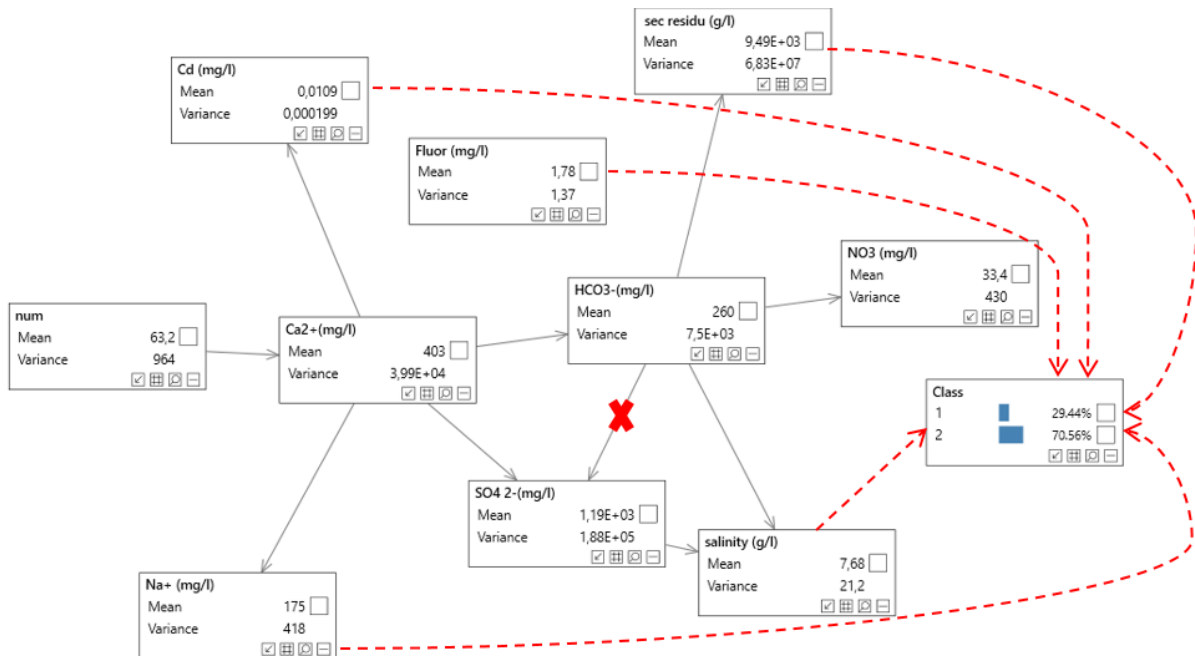 sec residu (g/l)
Mean 9,49E+03
Variance 6,83E+07
Cd (mg/l)
Mean 0,0109
Variance 0,000199
Fluor (mg/l)
Mean 1,78
Variance 1,37
NO3 (mg/l)
Mean 33,4
Variance 430
HCO3-(mg/l)
Mean 260
Variance 7,5E+03
num
Mean 63,2
Variance 964
Ca2+(mg/l)
Mean 403
Variance 3,99E+04
Class
1 29.44%
2 70.56%
SO4 2-(mg/l)
Mean 1,19E+03
Variance 1,88E+05
salinity (g/l)
Mean 7,68
Variance 21,2
Na+ (mg/l)
Mean 175
Variance 418